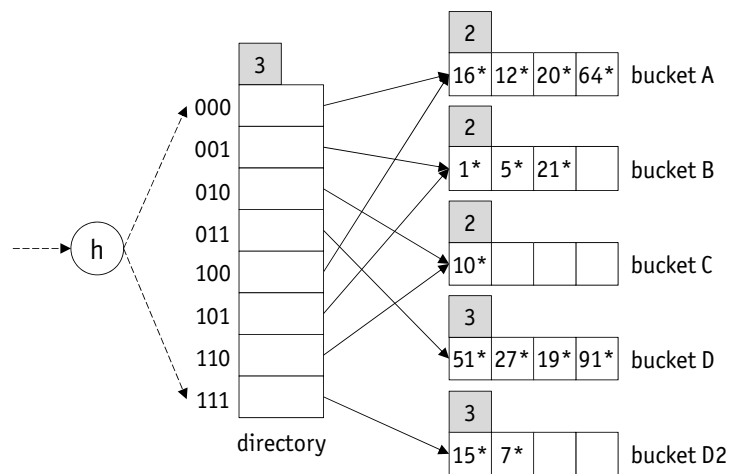 2
3
16* 12* 20* 64* bucket A
000
2
001
1* 5* 21* bucket B
010
2
011
h
10* bucket C
100
3
101
110
51* 27* 19* 91* bucket D
111
3
directory
15* 7* bucket D2